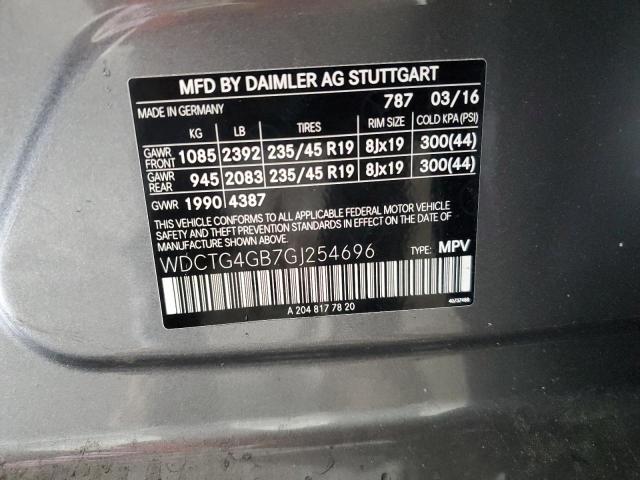 MFD BY DAIMLER AG STUTTGART
MADE IN GERMANY 787 03/16
KG LB TIRES RIM SIZE COLD KPA (PSI)
GAWR FRONT 1085 2392 235/45 R19 8Jx19 300(44)
GAWR REAR 945 2083 235/45 R19 8Jx19 300(44)
GVWR 1990 4387
THIS VEHICLE CONFORMS TO ALL APPLICABLE FEDERAL MOTOR VEHICLE
SAFETY AND THEFT PREVENTION STANDARDS IN EFFECT ON THE DATE OF
MANUFACTURE SHOWN ABOVE.
WDCTG4GB7GJ254696 TYPE: MPV
A 204 817 78 20